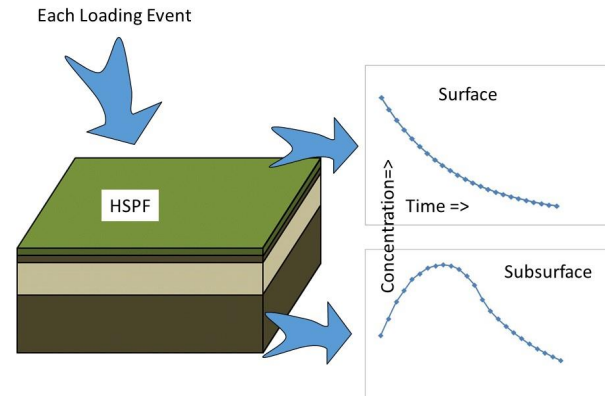 Each Loading Event
HSPF
Surface
Concentration=>
Time =>
Subsurface